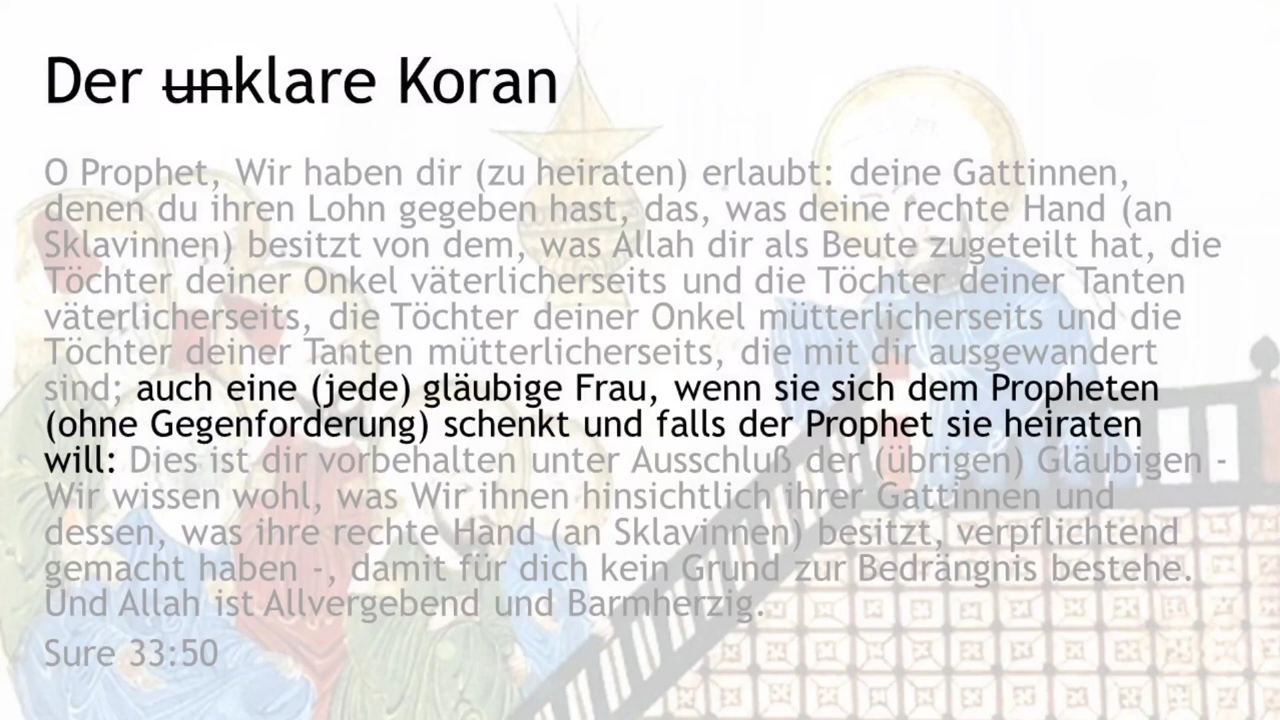 Der unklare Koran
O Prophet, Wir haben dir (zu heiraten) erlaubt: deine Gattinnen,
denen du ihren Lohn gegeben hast, das, was deine rechte Hand (an
Sklavinnen) besitzt von dem, was Allah dir als Beute zugeteilt hat, die
Töchter deiner Onkel väterlicherseits und die Töchter deiner Tanten
väterlicherseits, die Töchter deiner Onkel mütterlicherseits und die
Töchter deiner Tanten mütterlicherseits, die mit dir ausgewandert
sind; auch eine (jede) gläubige Frau, wenn sie sich dem Propheten
(ohne Gegenforderung) schenkt und falls der Prophet sie heiraten
will: Dies ist dir vorbehalten unter Ausschluß der (übrigen) Gläubigen -
Wir wissen wohl, was Wir ihnen hinsichtlich ihrer Gattinnen und
dessen, was ihre rechte Hand (an Sklavinnen) besitzt, verpflichtend
gemacht haben -, damit für dich kein Grund zur Bedrängnis bestehe.
Und Allah ist Allvergebend und Barmherzig.
Sure 33:50